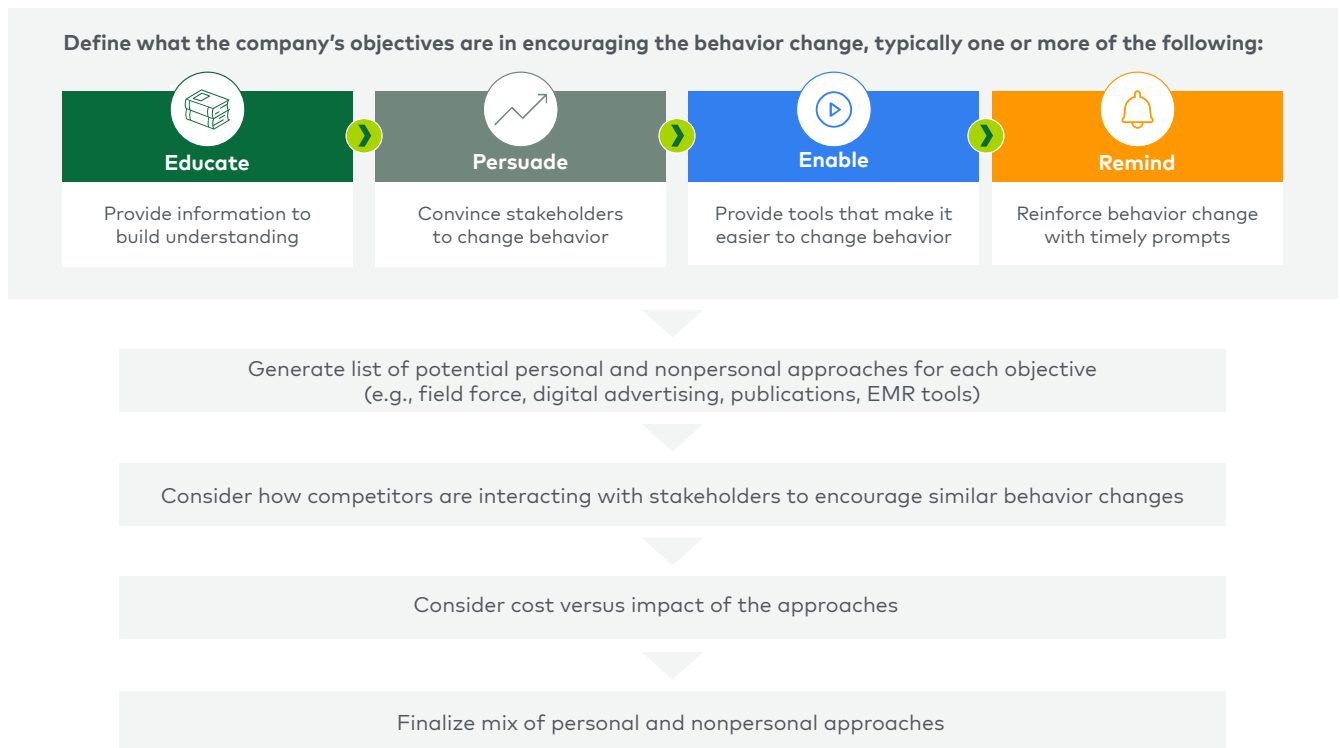 Define what the company's objectives are in encouraging the behavior change, typically one or more of the following:
Educate
Provide information to
build understanding
Persuade
Convince stakeholders
to change behavior
Enable
Provide tools that make it
easier to change behavior
Remind
Reinforce behavior change
with timely prompts
Generate list of potential personal and nonpersonal approaches for each objective
(e.g., field force, digital advertising, publications, EMR tools)
Consider how competitors are interacting with stakeholders to encourage similar behavior changes
Consider cost versus impact of the approaches
Finalize mix of personal and nonpersonal approaches